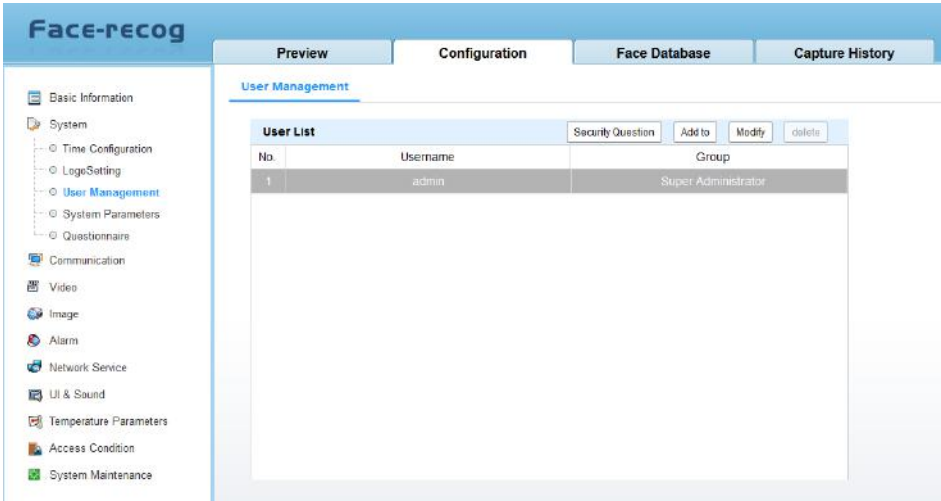 Face-recog
Preview Configuration Face Database Capture History
Basic Information
System
Time Configuration
LogoSetting
User Management
System Parameters
Questionnaire
Communication
Video
Image
Alarm
Network Service
UI & Sound
Temperature Parameters
Access Condition
System Maintenance
User Management
User List Security Question Add to Modify delete
No. Username Group
1 admin Super Administrator